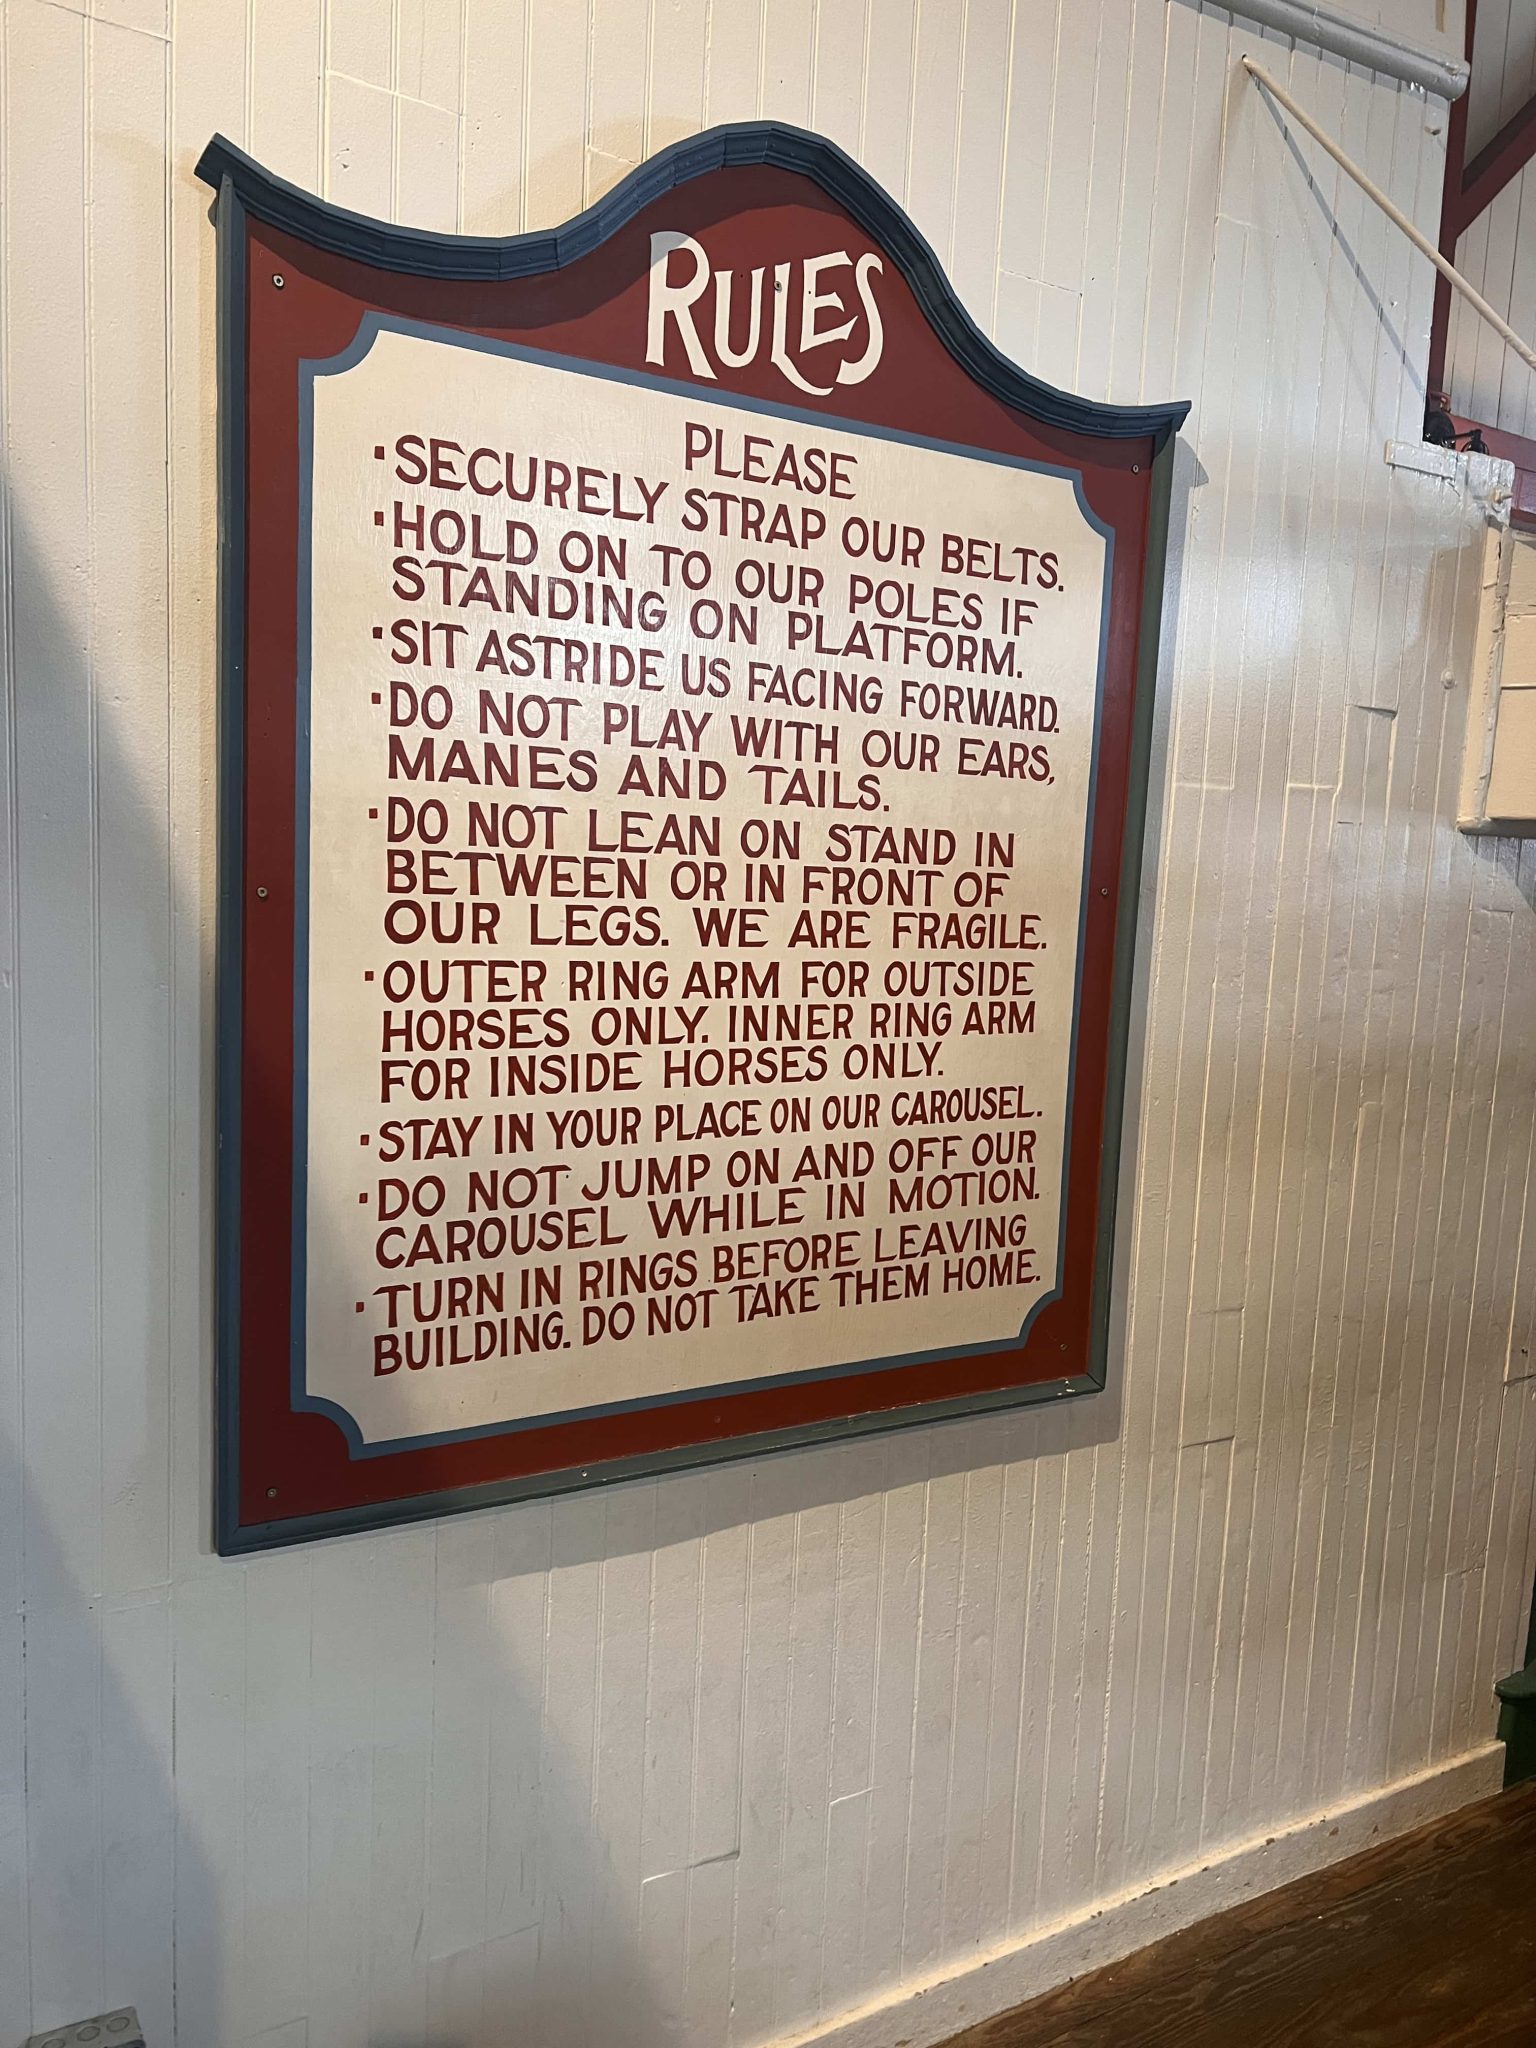 RULES
PLEASE
·SECURELY STRAP OUR BELTS.
·HOLD ON TO OUR POLES IF
STANDING ON PLATFORM.
·SIT ASTRIDE US FACING FORWARD.
·DO NOT PLAY WITH OUR EARS,
MANES AND TAILS.
·DO NOT LEAN ON STAND IN
BETWEEN OR IN FRONT OF
OUR LEGS. WE ARE FRAGILE.
·OUTER RING ARM FOR OUTSIDE
HORSES ONLY. INNER RING ARM
FOR INSIDE HORSES ONLY.
·STAY IN YOUR PLACE ON OUR CAROUSEL.
·DO NOT JUMP ON AND OFF OUR
CAROUSEL WHILE IN MOTION.
·TURN IN RINGS BEFORE LEAVING
BUILDING. DO NOT TAKE THEM HOME.